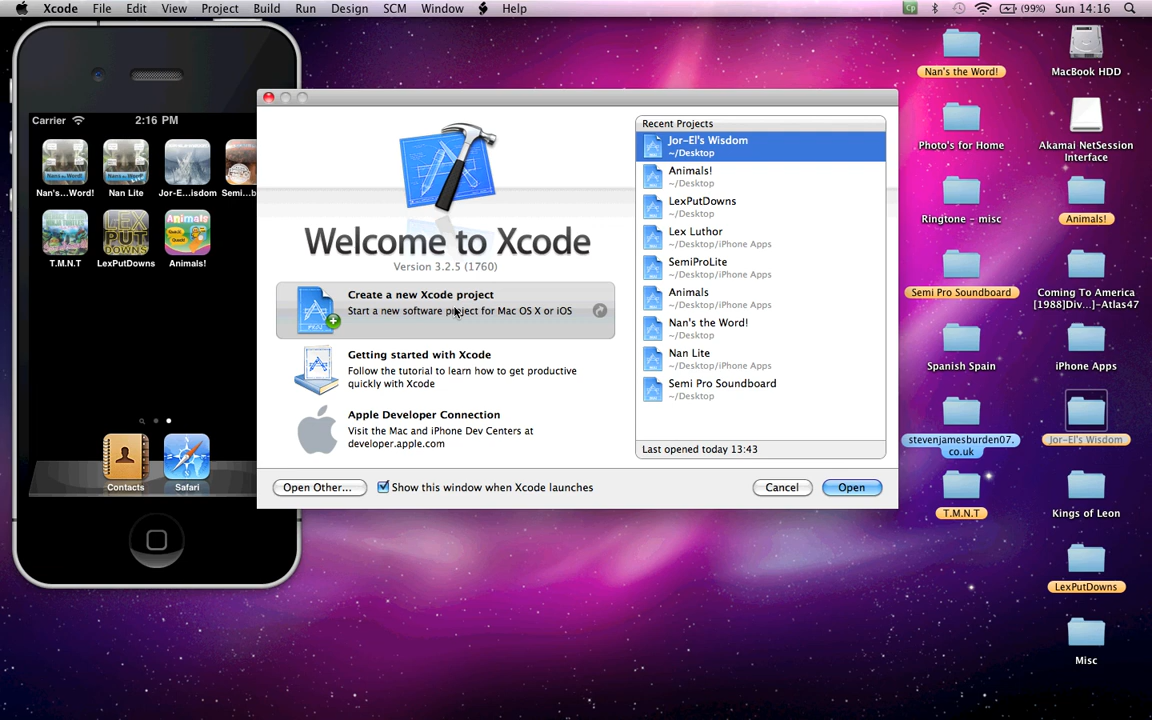 Xcode File Edit View Project Build Run Design SCM Window Help
Cp (99%) Sun 14:16
Carrier 2:16 PM
Nan's...Word! Nan Lite Jor-E...isdom Semi...b
T.M.N.T LexPutDowns Animals!
Contacts Safari
Welcome to Xcode
Version 3.2.5 (1760)
Create a new Xcode project
Start a new software project for Mac OS X or iOS
Getting started with Xcode
Follow the tutorial to learn how to get productive
quickly with Xcode
Apple Developer Connection
Visit the Mac and iPhone Dev Centers at
developer.apple.com
Open Other...
Show this window when Xcode launches
Cancel
Open
Recent Projects
Jor-El's Wisdom
~/Desktop
Animals!
~/Desktop
LexPutDowns
~/Desktop
Lex Luthor
~/Desktop/iPhone Apps
SemiProLite
~/Desktop/iPhone Apps
Animals
~/Desktop/iPhone Apps
Nan's the Word!
~/Desktop
Nan Lite
~/Desktop/iPhone Apps
Semi Pro Soundboard
~/Desktop
Last opened today 13:43
Nan's the Word!
MacBook HDD
Photo's for Home
Akamai NetSession
Interface
Ringtone - misc
Animals!
Semi Pro Soundboard
Coming To America
[1988]Div...]-Atlas47
Spanish Spain
iPhone Apps
stevenjamesburden07.
co.uk
Jor-El's Wisdom
T.M.N.T
Kings of Leon
LexPutDowns
Misc